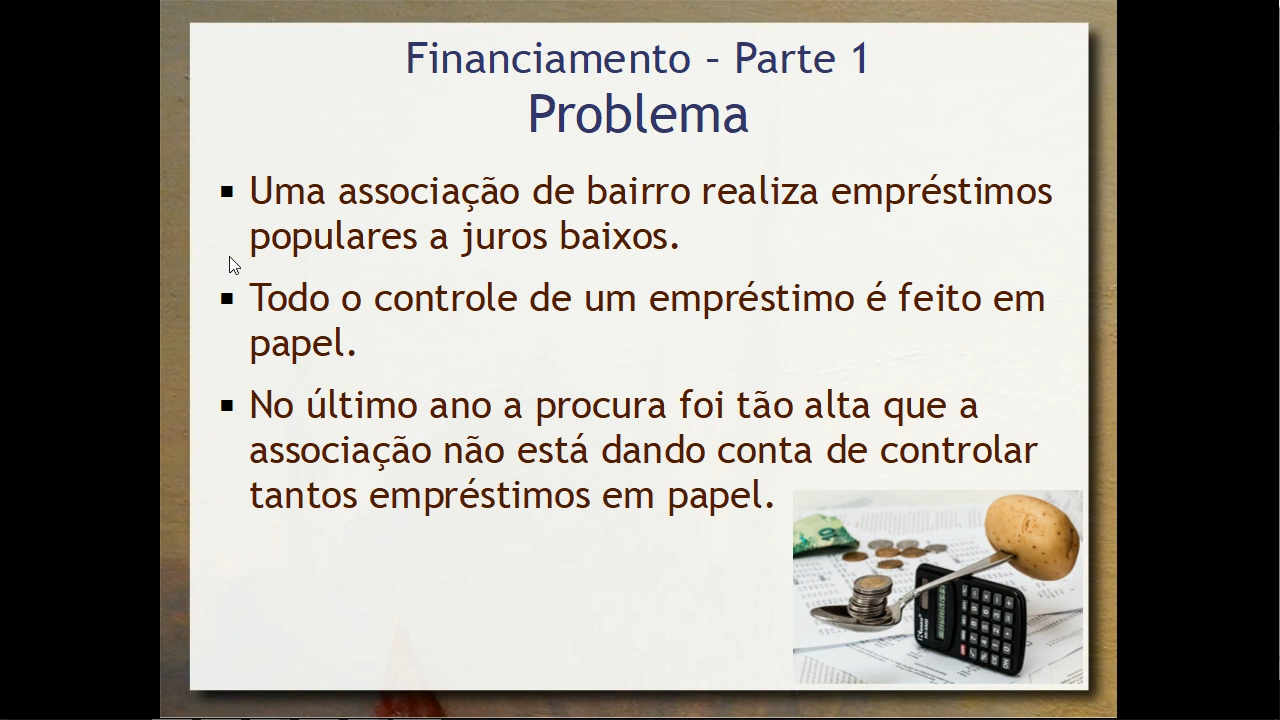 Financiamento – Parte 1
Problema
▪ Uma associação de bairro realiza empréstimos
populares a juros baixos.
▪ Todo o controle de um empréstimo é feito em
papel.
▪ No último ano a procura foi tão alta que a
associação não está dando conta de controlar
tantos empréstimos em papel.